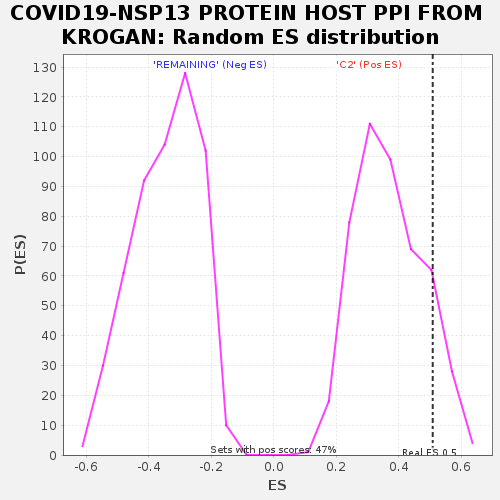 COVID19-NSP13 PROTEIN HOST PPI FROM
KROGAN: Random ES distribution
'REMAINING' (Neg ES)
'C2' (Pos ES)
130
120
110
100
90
80
70
60
50
40
30
20
10
0
P(ES)
Sets with pos scores: 47%
Real ES 0.5
-0.6
-0.4
-0.2
0.0
0.2
0.4
0.6
ES